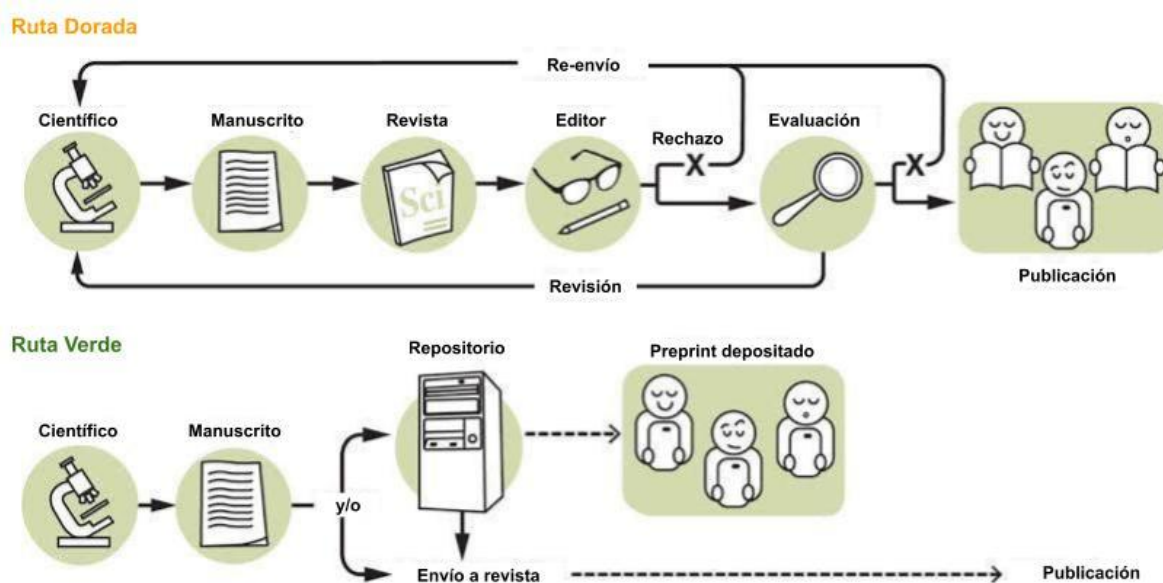 Ruta Dorada
Re-envío
Científico
Manuscrito
Revista
Editor
Rechazo
Evaluación
X
X
Sci
Revisión
Publicación
Ruta Verde
Repositorio
Preprint depositado
Científico
Manuscrito
y/o
Envío a revista
Publicación